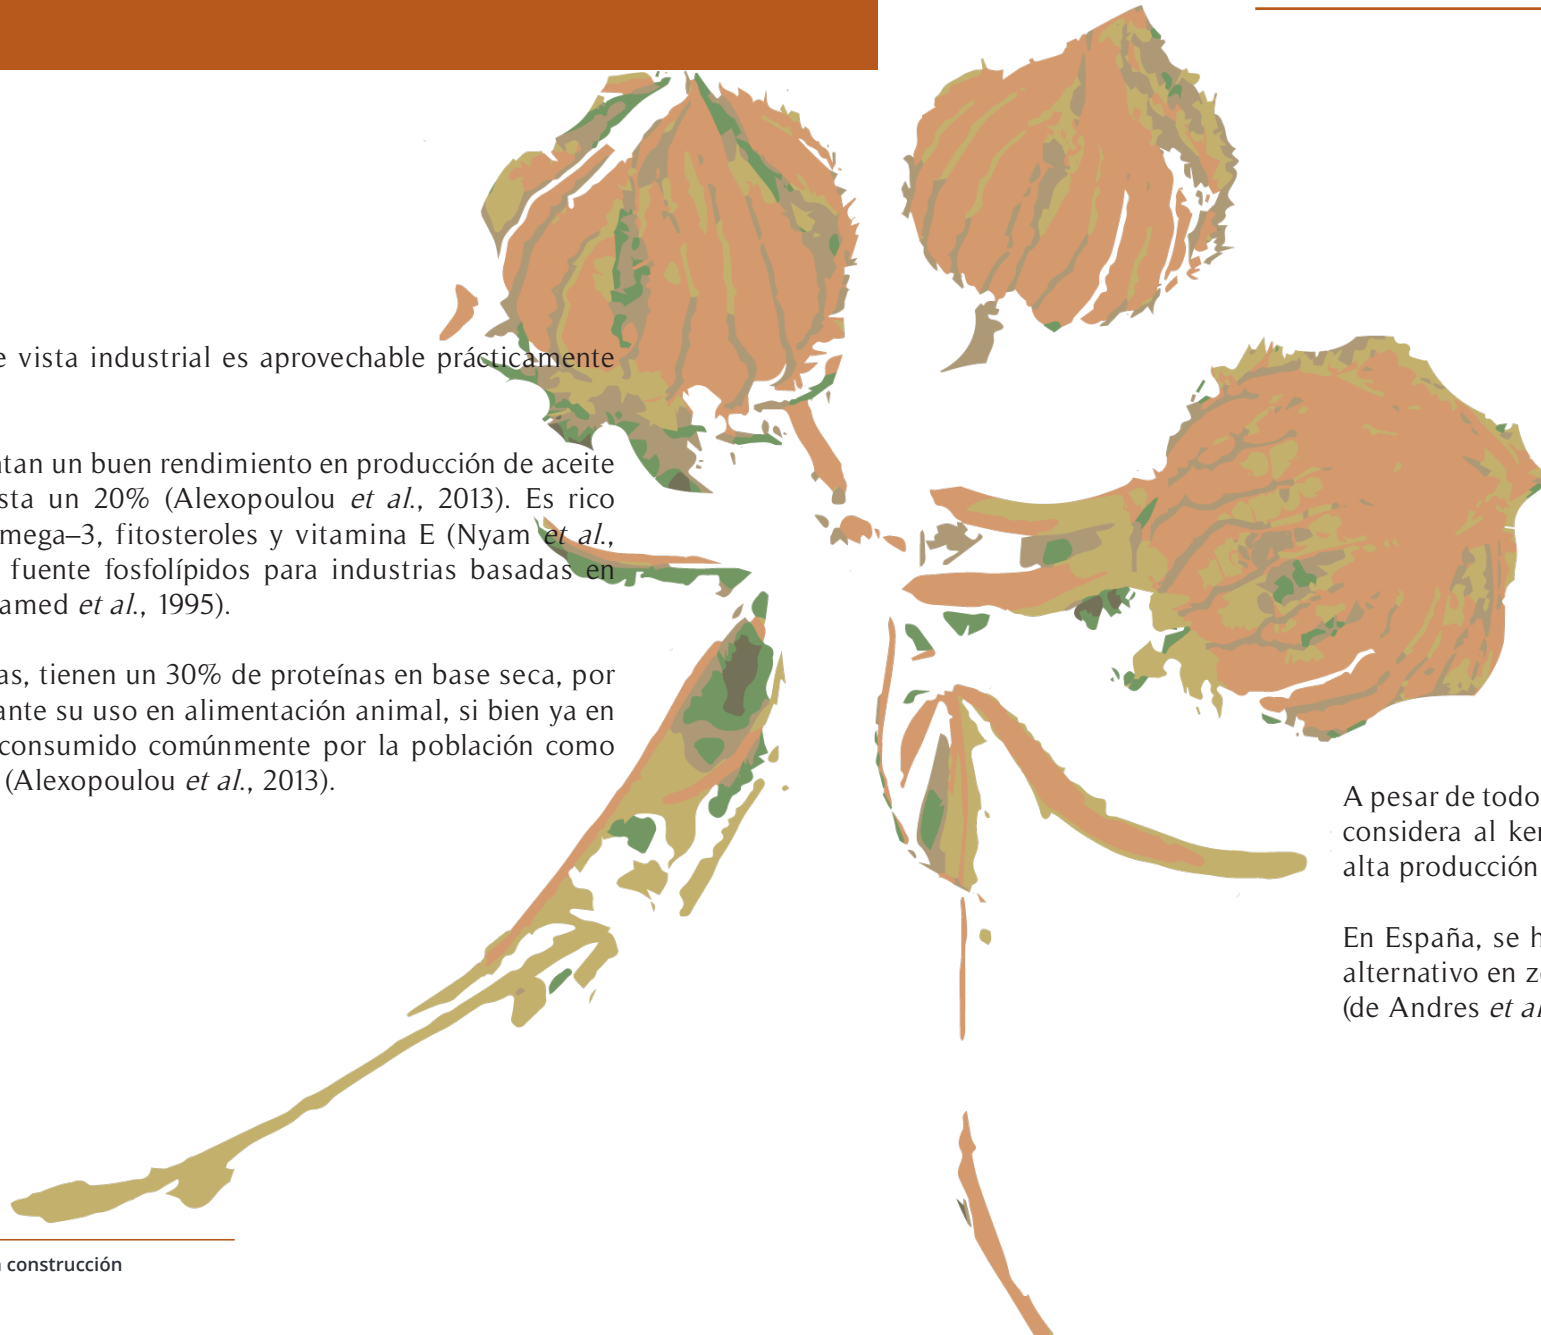 e vista industrial es aprovechable prácticamente
tan un buen rendimiento en producción de aceite
sta un 20% (Alexopoulou et al., 2013). Es rico
mega–3, fitosteroles y vitamina E (Nyam et al.,
fuente fosfolípidos para industrias basadas en
amed et al., 1995).
as, tienen un 30% de proteínas en base seca, por
ante su uso en alimentación animal, si bien ya en
consumido comúnmente por la población como
(Alexopoulou et al., 2013).
A pesar de todo
considera al ker
alta producción
En España, se h
alternativo en z
(de Andres et al
construcción